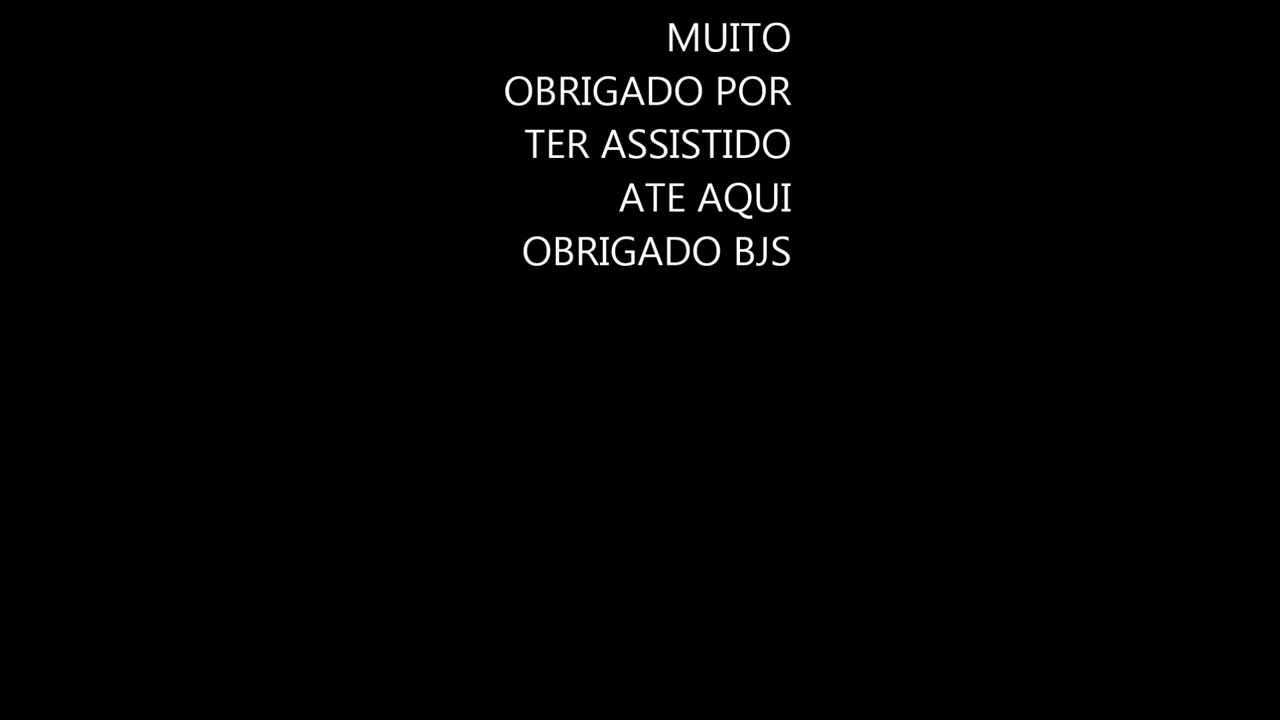 MUITO
OBRIGADO POR
TER ASSISTIDO
ATE AQUI
OBRIGADO BJS